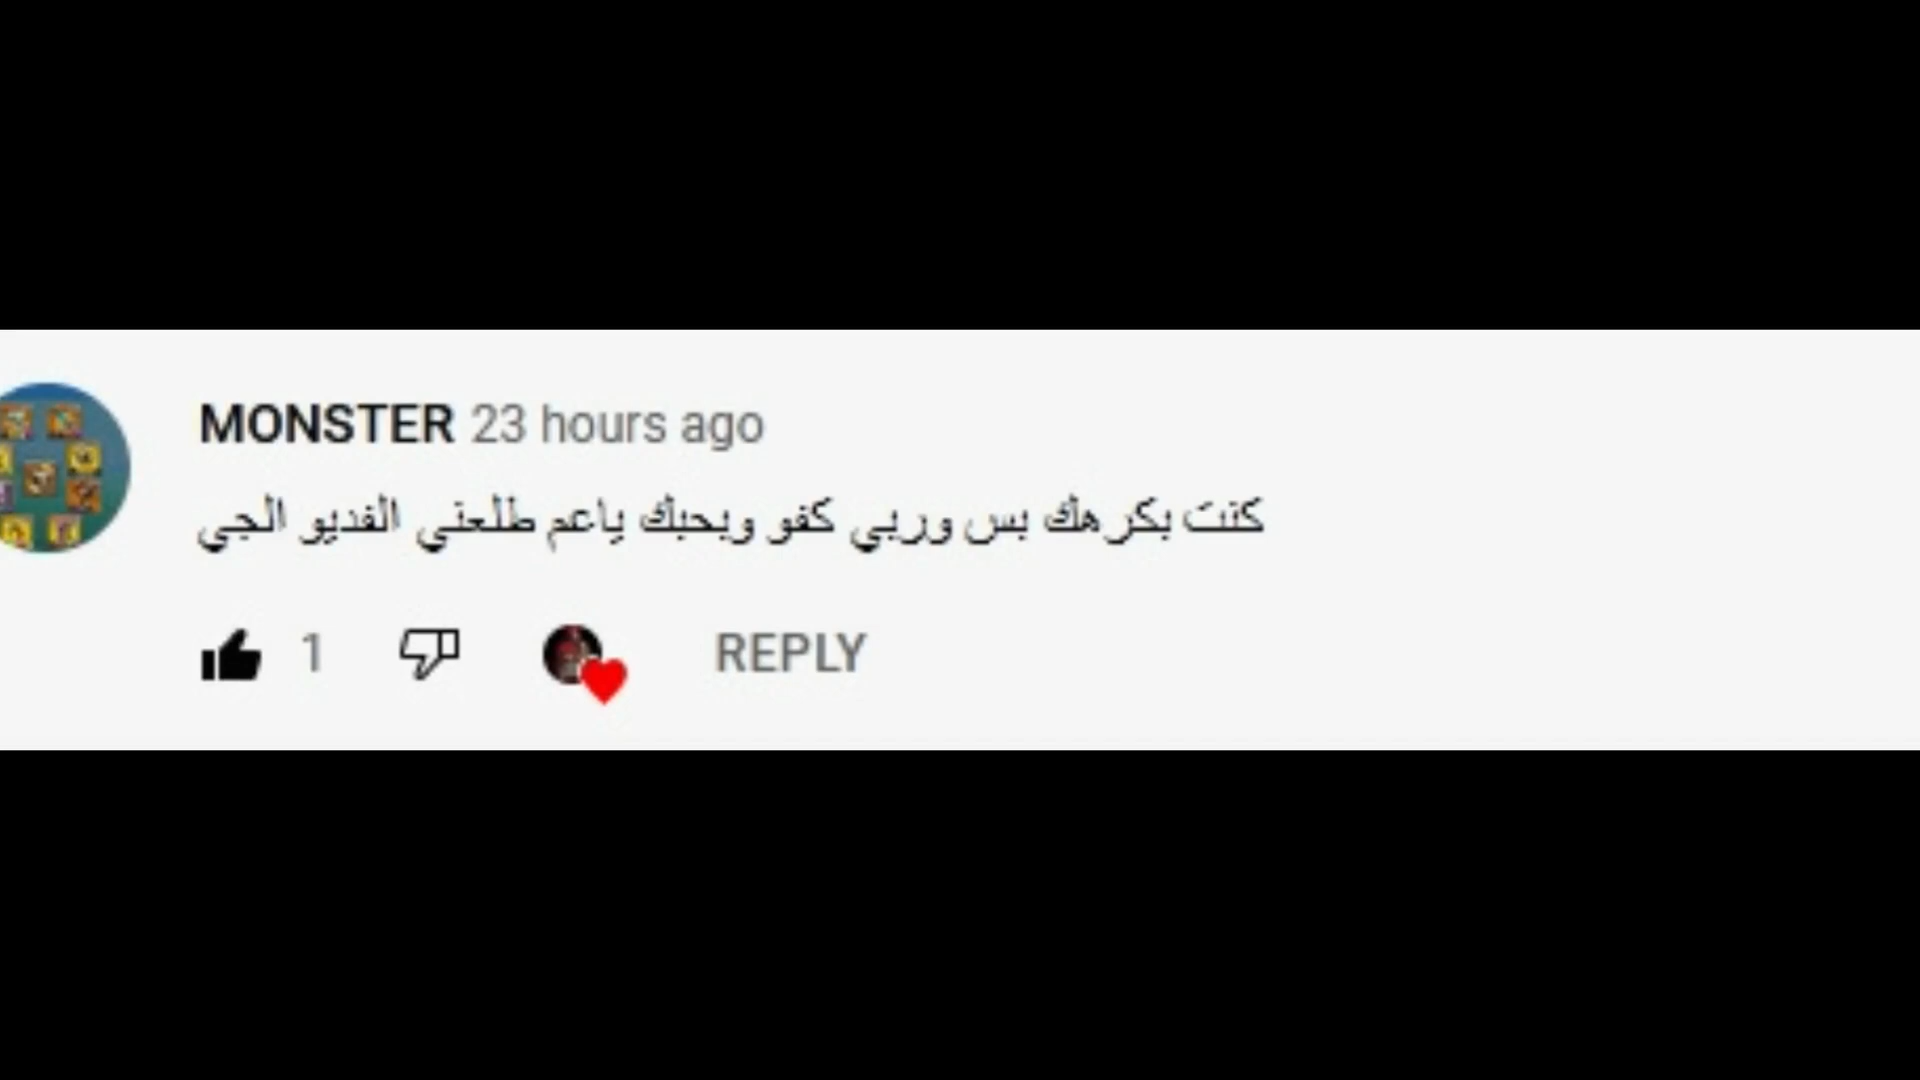 MONSTER 23 hours ago
كنت بكرهك بس وربي كفو وبحبك ياعم طلعني الفديو الجي
1 REPLY